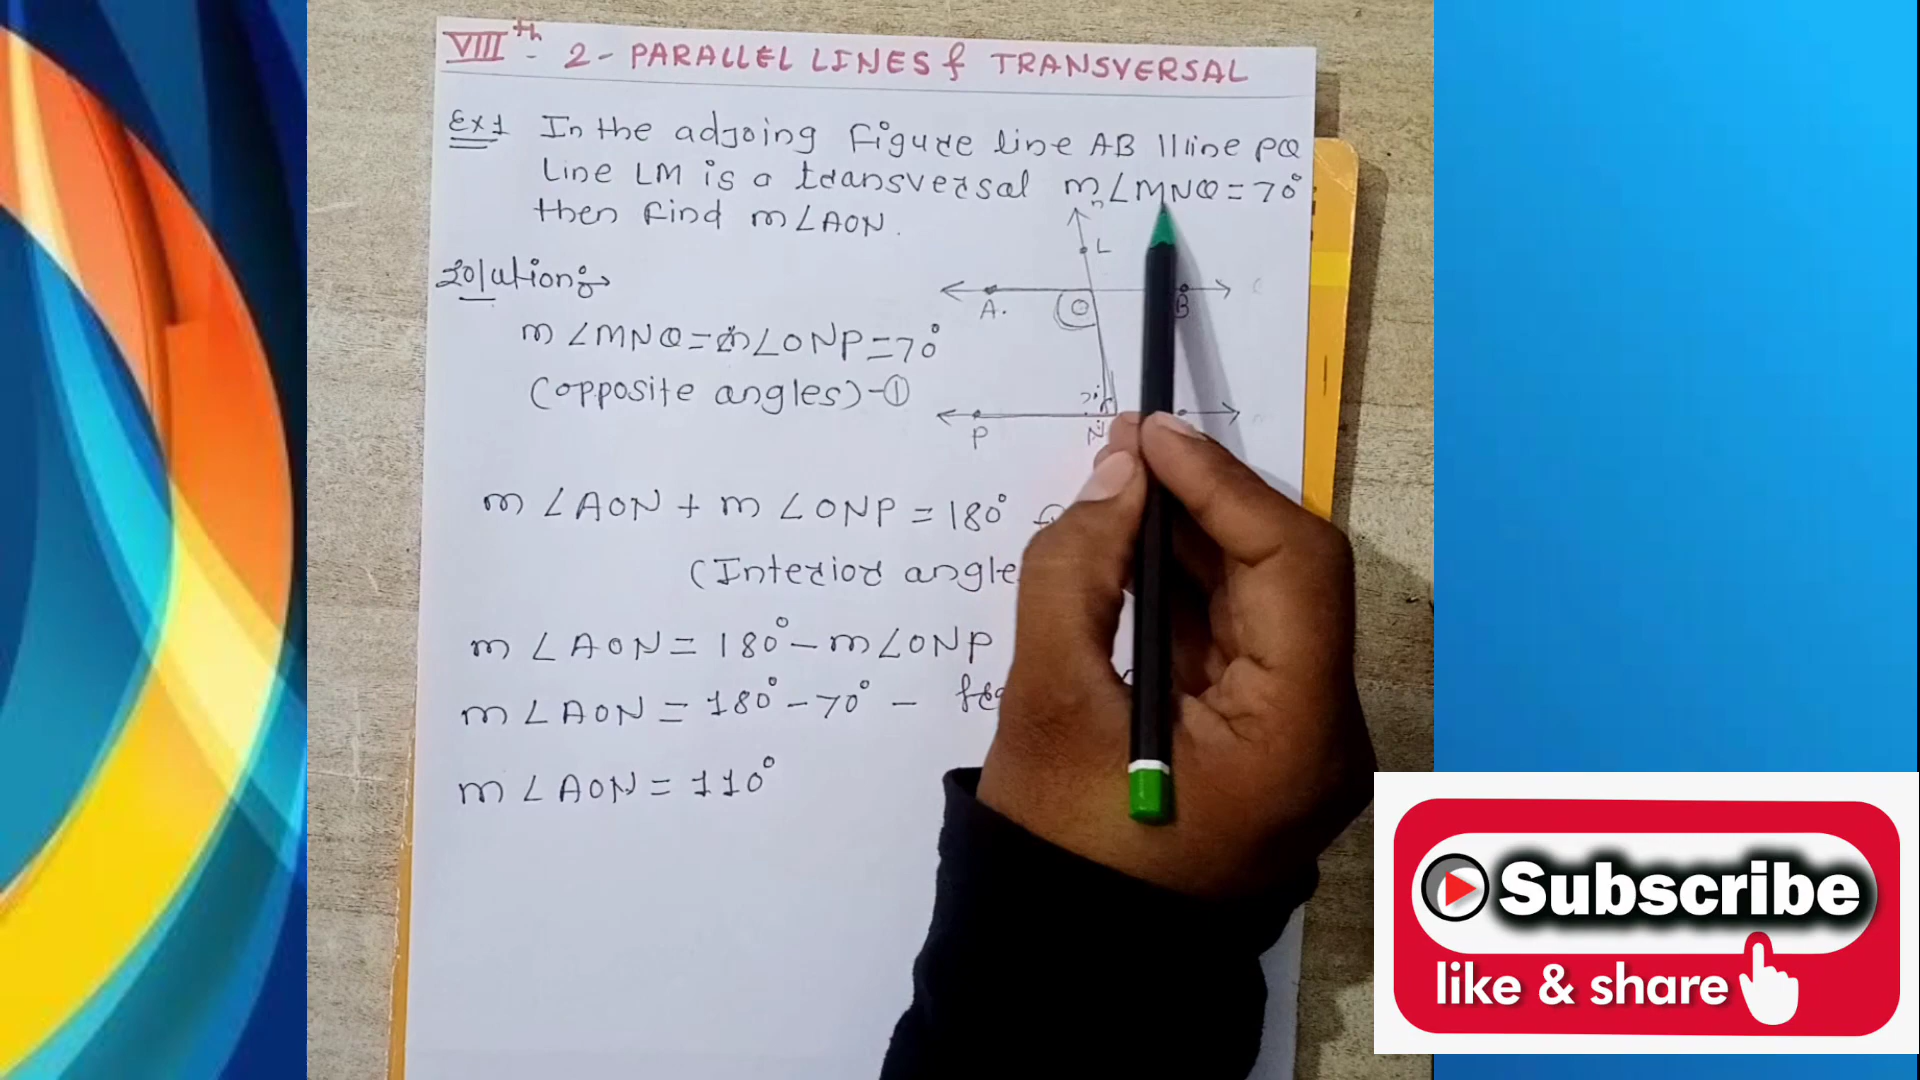 VIIIth - 2 - PARALLEL LINES & TRANSVERSAL
Ex1 In the adjoing figure line AB || line PQ
Line LM is a transversal m∠MNQ=70°
then find m∠AON.
Solution:→
L
A. O B
m∠MNQ=m∠ONP=70°
(opposite angles)-①
P N
m∠AON + m∠ONP = 180°
(Interior angle
m∠AON = 180° - m∠ONP
m∠AON = 180° - 70° -
m∠AON = 110°
Subscribe
like & share